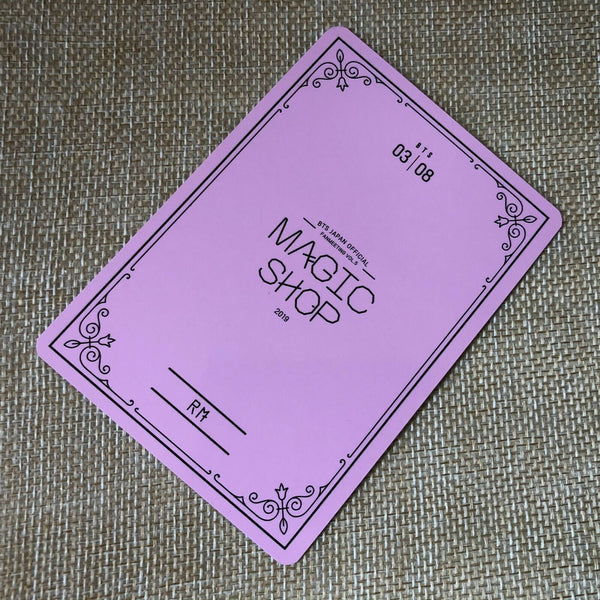 BTS
03|08
BTS JAPAN OFFICIAL
FANMEETING VOL.5
MAGIC
SHOP
2019
RM